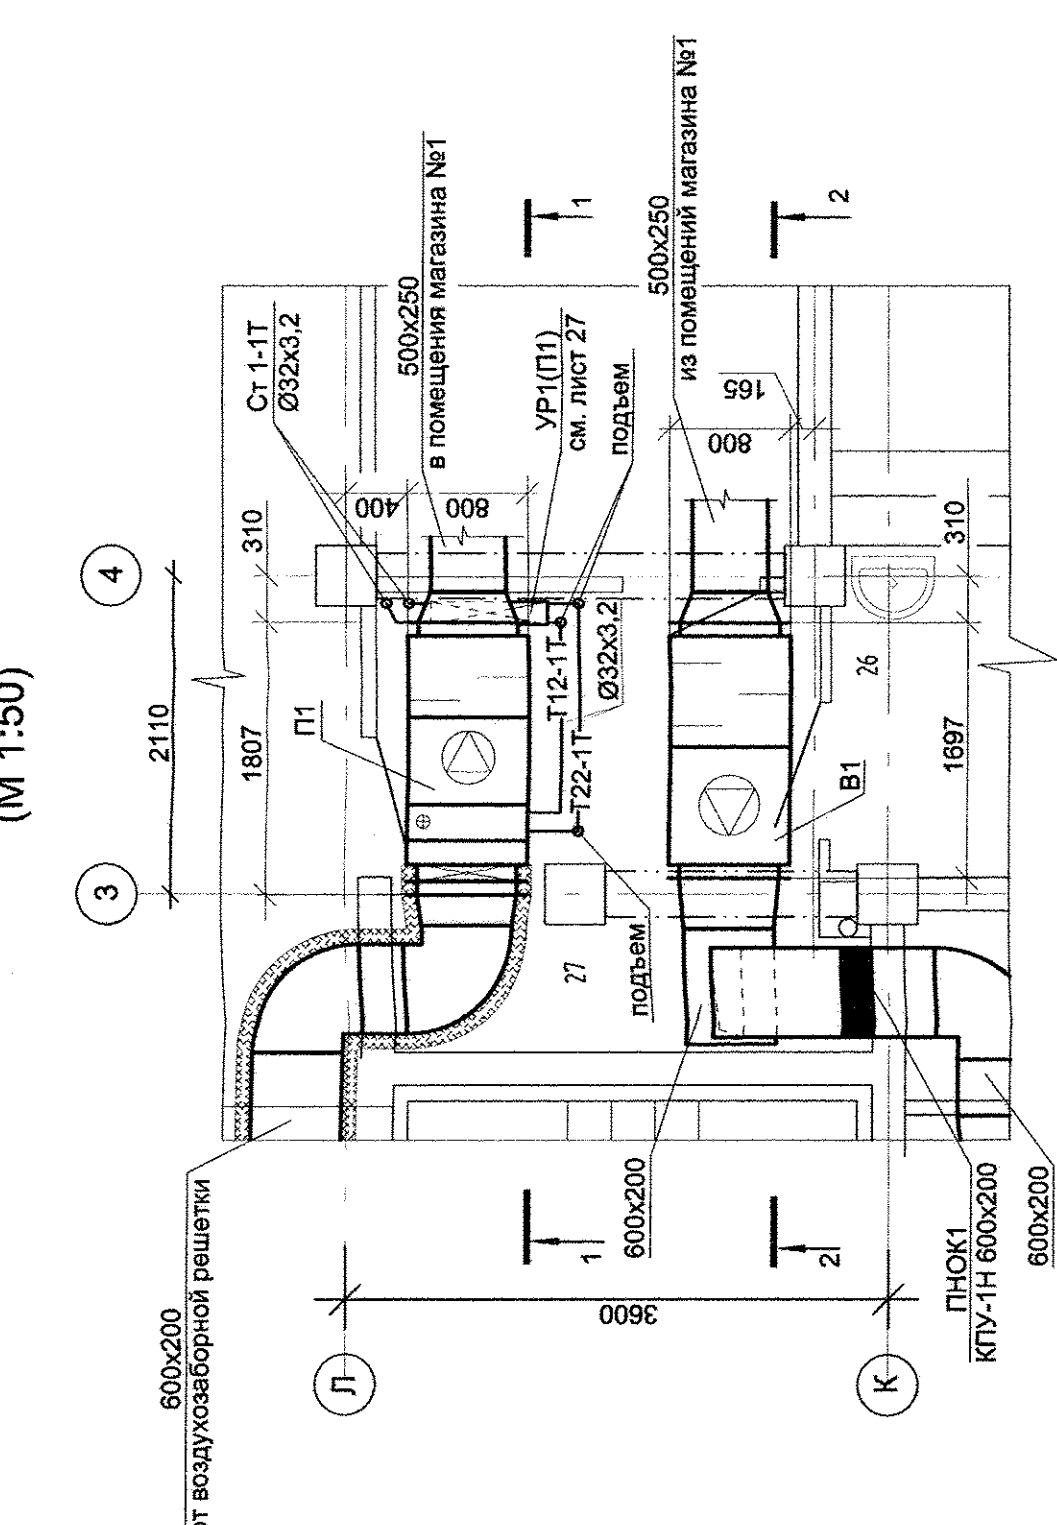 (М 1:50)
4
3
2110
310
1807
Ст 1-1Т
Ø32х3,2
500х250
в помещения магазина №1
400
800
П1
УР1(П1)
см. лист 27
подъем
Т12-1Т
Т22-1Т
Ø32х3,2
подъем
27
500х250
из помещений магазина №1
165
800
310
1697
26
В1
1
2
1
2
600х200
от воздухозаборной решетки
600х200
ПНОК1
КПУ-1Н 600х200
600х200
3600
Л
К